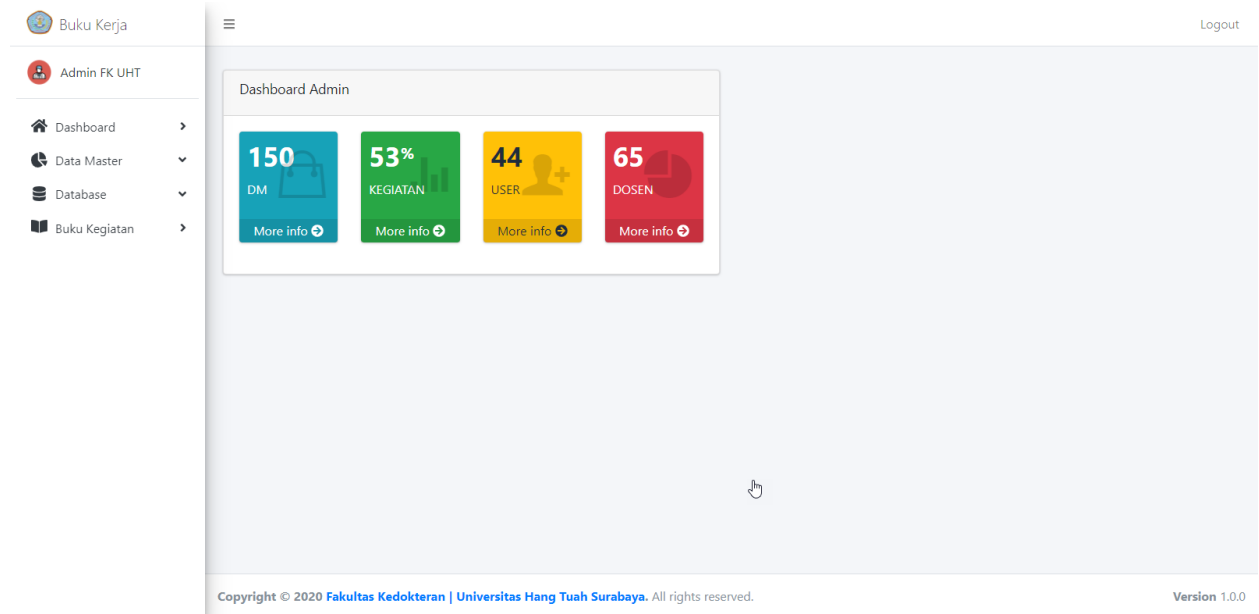 Buku Kerja
Logout
Admin FK UHT
Dashboard
Data Master
Database
Buku Kegiatan
Dashboard Admin
150
DM
More info
53%
KEGIATAN
More info
44
USER
More info
65
DOSEN
More info
Copyright © 2020 Fakultas Kedokteran | Universitas Hang Tuah Surabaya. All rights reserved.
Version 1.0.0